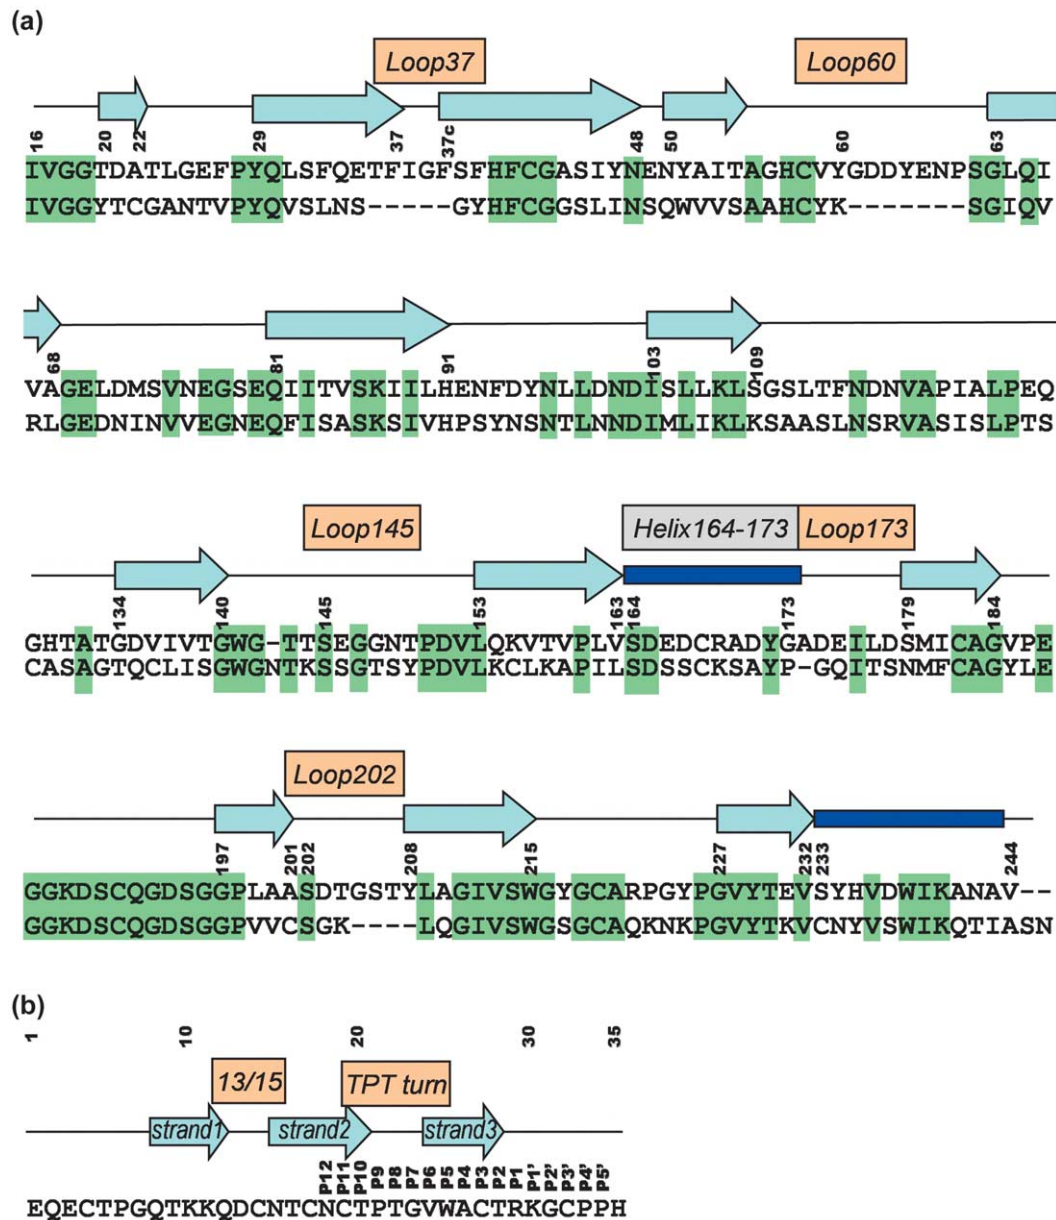 (a)
Loop37 Loop60
16 20 22 29 37 37c 48 50 60 63
IVGGTDATLGEFPYQLSFQETFIGFSFHFCGASIYNENYAITAGHCVYGDDYENPSGLQI
IVGGYTCGANTVPYQVSLNS-----GYHFCGGSLINSQWVVSAAHCYK-------SGIQV
68 81 91 103 109
VAGELDMSVNEGSEQIITVSKIILHENFDYNLLDNDISLLKLSGSLTFNDNVAPIALPEQ
RLGEDNINVVEGNEQFISASKSIVHPSYNSNTLNNDIMLIKLKSAASLNSRVASISLPTS
Loop145 Helix164-173 Loop173
134 140 145 153 163 164 173 179 184
GHTATGDVIVTGWG-TTSEGGNTPDVLQKVTVPLVSDEDCRADYGADEILDSMICAGVPE
CASAGTQCLISGWGNTKSSGTSYPDVLKCLKAPILSDSSCKSAYP-GQITSNMFCAGYLE
Loop202
197 201 202 208 215 227 232 233 244
GGKDSCQGDSGGPLAASDTGSTYLAGIVSWGYGCARPGYPGVYTEVSYHVDWIKANAV--
GGKDSCQGDSGGPVVCSGK----LQGIVSWGSGCAQKNKPGVYTKVCNYVSWIKQTIASN
(b)
1 10 20 30 35
13/15 TPT turn
strand1 strand2 strand3
P12 P11 P10 P9 P8 P7 P6 P5 P4 P3 P2 P1 P1' P2' P3' P4' P5'
EQECTPGQTKKQDCNTCNCTPTGVWACTRKGCPPH